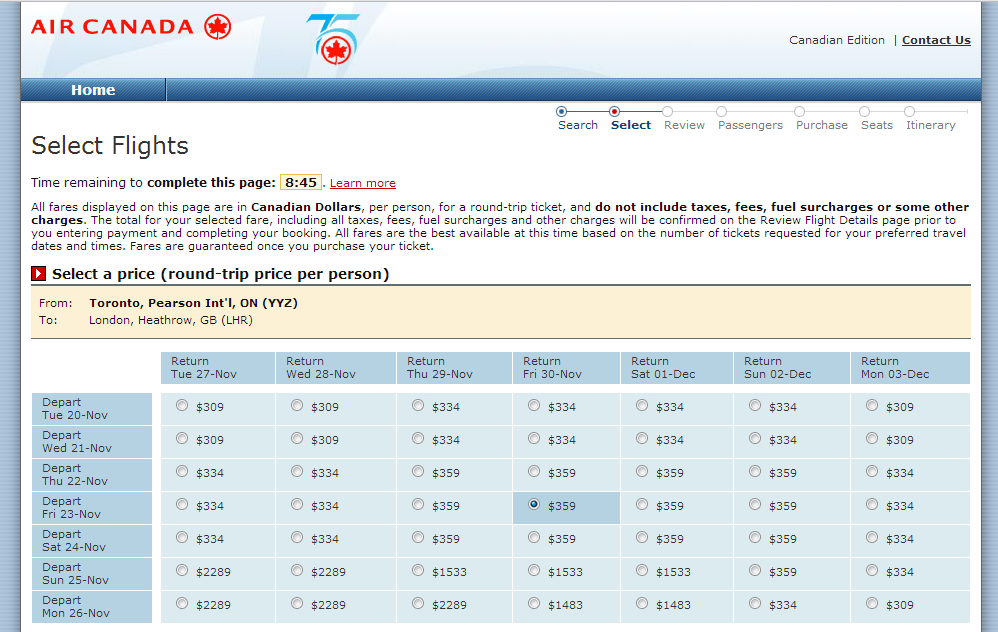 AIR CANADA
75
Canadian Edition | Contact Us
Home
Search Select Review Passengers Purchase Seats Itinerary
Select Flights
Time remaining to complete this page: 8:45. Learn more
All fares displayed on this page are in Canadian Dollars, per person, for a round-trip ticket, and do not include taxes, fees, fuel surcharges or some other
charges. The total for your selected fare, including all taxes, fees, fuel surcharges and other charges will be confirmed on the Review Flight Details page prior to
you entering payment and completing your booking. All fares are the best available at this time based on the number of tickets requested for your preferred travel
dates and times. Fares are guaranteed once you purchase your ticket.
Select a price (round-trip price per person)
From: Toronto, Pearson Int'l, ON (YYZ)
To: London, Heathrow, GB (LHR)
Return Return Return Return Return Return Return
Tue 27-Nov Wed 28-Nov Thu 29-Nov Fri 30-Nov Sat 01-Dec Sun 02-Dec Mon 03-Dec
Depart
Tue 20-Nov $309 $309 $334 $334 $334 $334 $309
Depart
Wed 21-Nov $309 $309 $334 $334 $334 $334 $309
Depart
Thu 22-Nov $334 $334 $359 $359 $359 $359 $334
Depart
Fri 23-Nov $334 $334 $359 $359 $359 $359 $334
Depart
Sat 24-Nov $334 $334 $359 $359 $359 $359 $334
Depart
Sun 25-Nov $2289 $2289 $1533 $1533 $1533 $359 $334
Depart
Mon 26-Nov $2289 $2289 $2289 $1483 $1483 $334 $309